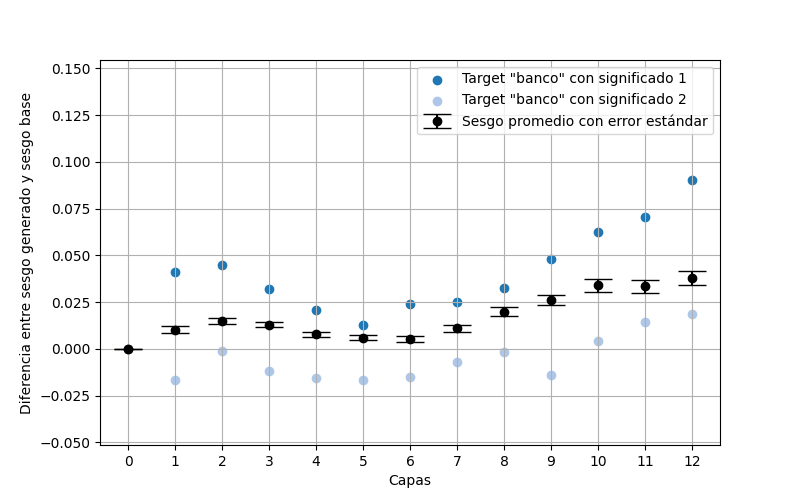 0.150
0.125
0.100
0.075
0.050
0.025
0.000
−0.025
−0.050
Diferencia entre sesgo generado y sesgo base
Target "banco" con significado 1
Target "banco" con significado 2
Sesgo promedio con error estándar
0 1 2 3 4 5 6 7 8 9 10 11 12
Capas